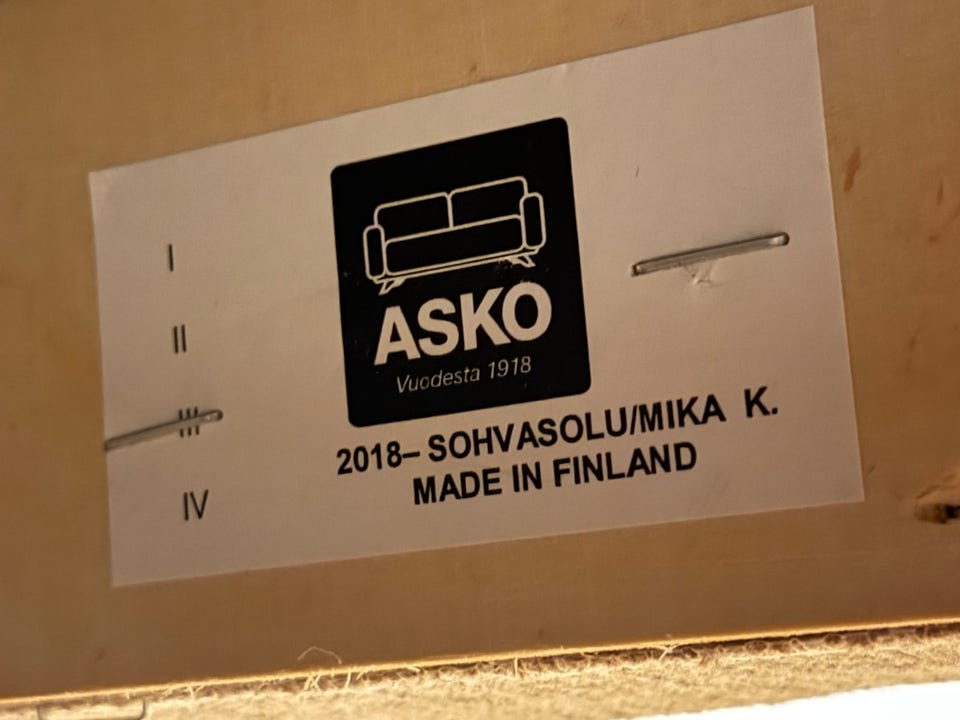 I
II
III
IV
ASKO
Vuodesta 1918
2018– SOHVASOLU/MIKA K.
MADE IN FINLAND